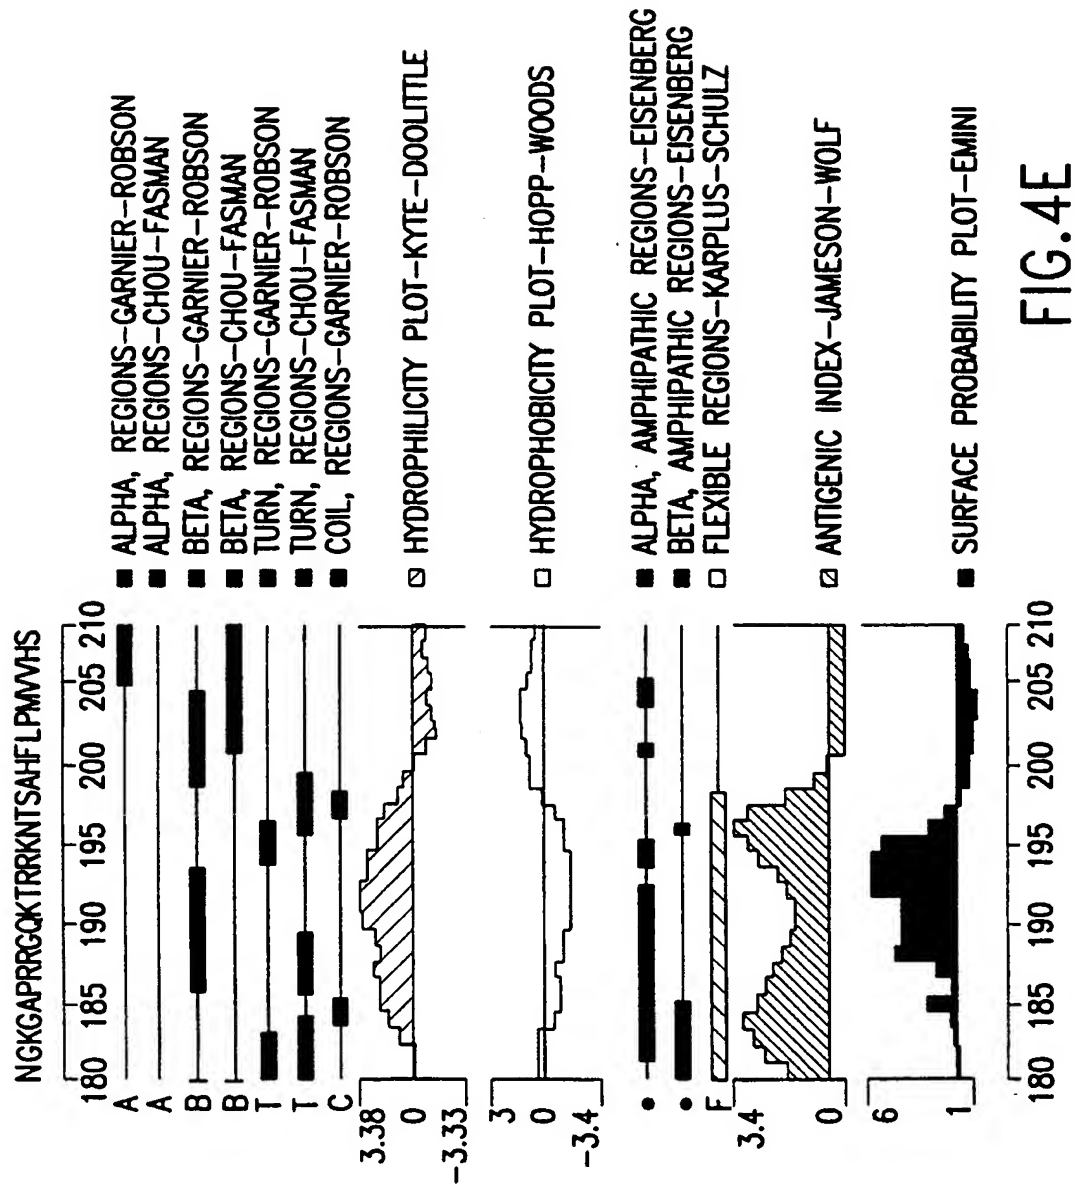 NGKGAPRRGQKTRRKNTSAHFLPMVVHS
180 185 190 195 200 205 210
A ALPHA, REGIONS-GARNIER-ROBSON
A ALPHA, REGIONS-CHOU-FASMAN
B BETA, REGIONS-GARNIER-ROBSON
B BETA, REGIONS-CHOU-FASMAN
T TURN, REGIONS-GARNIER-ROBSON
T TURN, REGIONS-CHOU-FASMAN
C COIL, REGIONS-GARNIER-ROBSON
3.38
0 HYDROPHILICITY PLOT-KYTE-DOOLITTLE
-3.33
3
0 HYDROPHOBICITY PLOT-HOPP-WOODS
-3.4
ALPHA, AMPHIPATHIC REGIONS-EISENBERG
BETA, AMPHIPATHIC REGIONS-EISENBERG
F FLEXIBLE REGIONS-KARPLUS-SCHULZ
3.4
0 ANTIGENIC INDEX-JAMESON-WOLF
6
1 SURFACE PROBABILITY PLOT-EMINI
180 185 190 195 200 205 210
FIG.4E